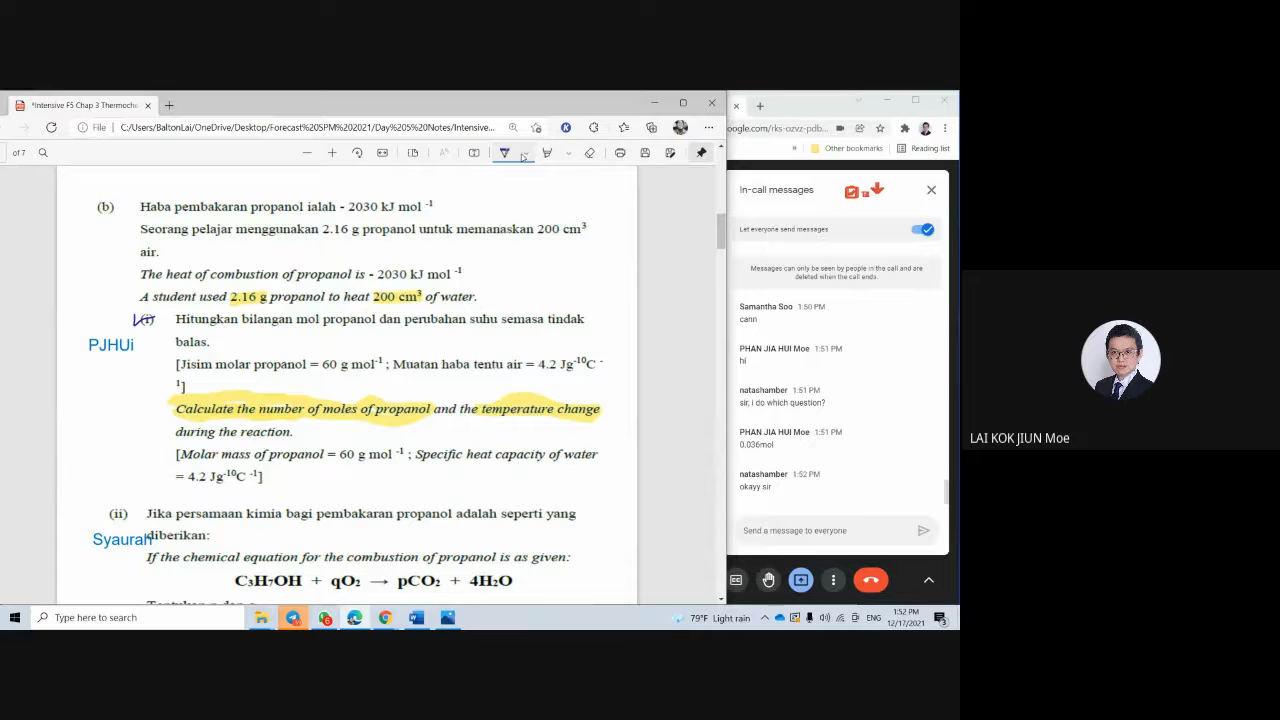 *Intensive F5 Chap 3 Thermoche
File
C:/Users/BaltonLai/OneDrive/Desktop/Forecast%20SPM%202021/Day%205%20Notes/Intensive...
of 7
(b) Haba pembakaran propanol ialah - 2030 kJ mol -1
Seorang pelajar menggunakan 2.16 g propanol untuk memanaskan 200 cm3
air.
The heat of combustion of propanol is - 2030 kJ mol -1
A student used 2.16 g propanol to heat 200 cm3 of water.
(i) Hitungkan bilangan mol propanol dan perubahan suhu semasa tindak
PJHUi
balas.
[Jisim molar propanol = 60 g mol-1 ; Muatan haba tentu air = 4.2 Jg-10C -
1]
Calculate the number of moles of propanol and the temperature change
during the reaction.
[Molar mass of propanol = 60 g mol -1 ; Specific heat capacity of water
= 4.2 Jg-10C -1]
(ii) Jika persamaan kimia bagi pembakaran propanol adalah seperti yang
Syaurah
diberikan:
If the chemical equation for the combustion of propanol is as given:
C3H7OH + qO2 → pCO2 + 4H2O
oogle.com/rks-ozvz-pdb...
Other bookmarks
Reading list
In-call messages
Let everyone send messages
Messages can only be seen by people in the call and are
deleted when the call ends.
Samantha Soo 1:50 PM
cann
PHAN JIA HUI Moe 1:51 PM
hi
natashamber 1:51 PM
sir, i do which question?
PHAN JIA HUI Moe 1:51 PM
0.036mol
natashamber 1:52 PM
okayy sir
Send a message to everyone
LAI KOK JIUN Moe
Type here to search
79°F Light rain
ENG
1:52 PM
12/17/2021